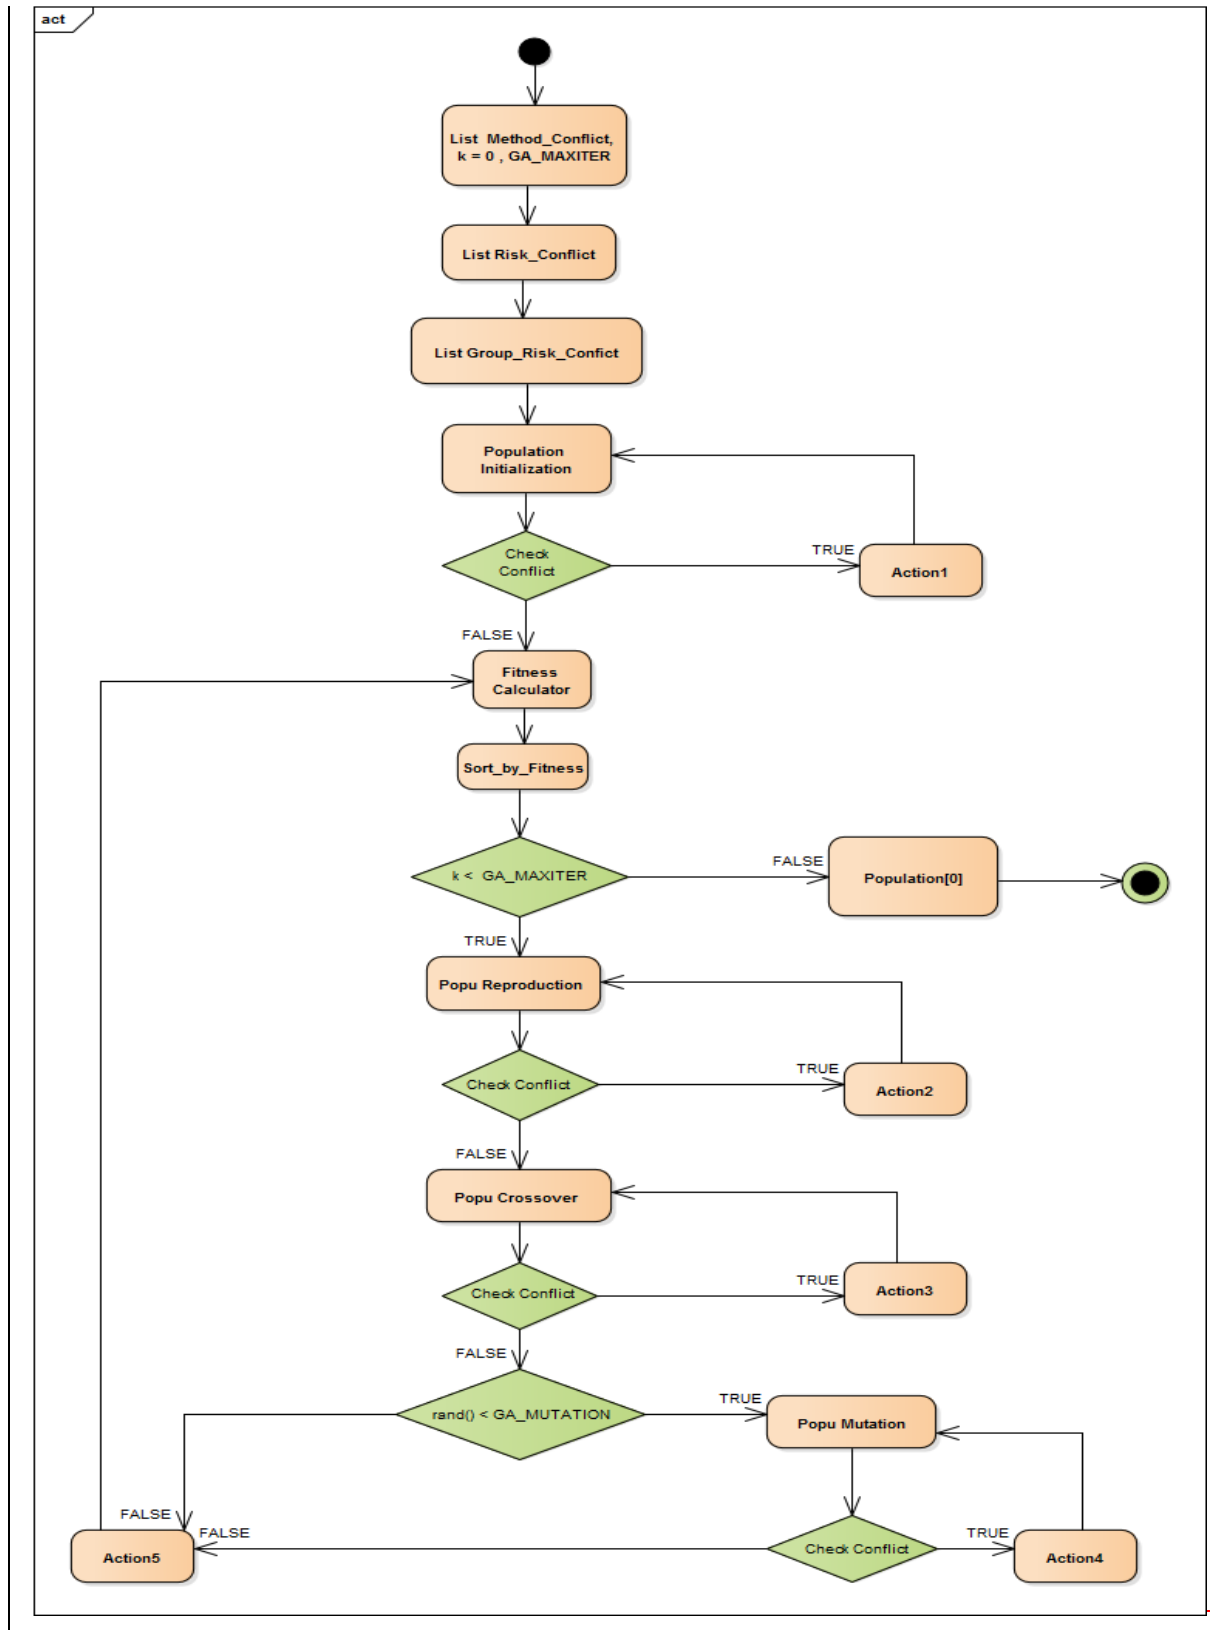 act
List Method_Conflict,
k = 0 , GA_MAXITER
List Risk_Conflict
List Group_Risk_Confict
Population
Initialization
Check
Conflict
TRUE
Action1
FALSE
Fitness
Calculator
Sort_by_Fitness
k < GA_MAXITER
FALSE
Population[0]
TRUE
Popu Reproduction
Check Conflict
TRUE
Action2
FALSE
Popu Crossover
Check Conflict
TRUE
Action3
FALSE
rand() < GA_MUTATION
TRUE
Popu Mutation
FALSE
Action5
FALSE
Check Conflict
TRUE
Action4